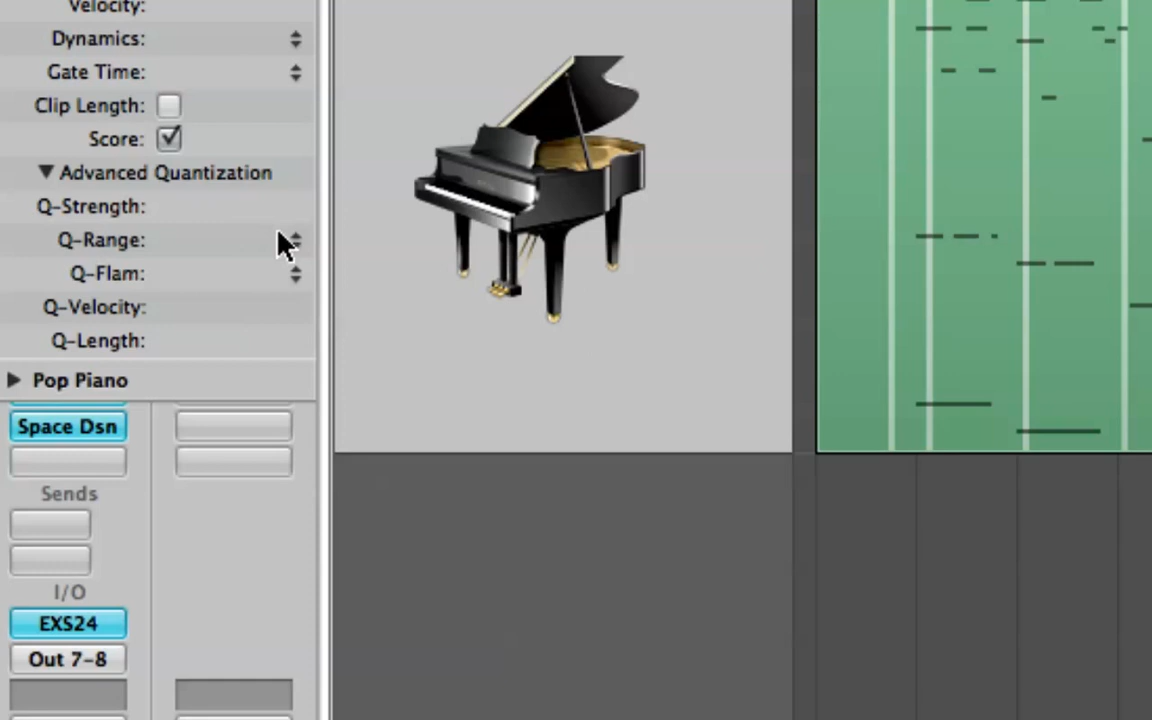 Velocity:
Dynamics:
Gate Time:
Clip Length:
Score:
Advanced Quantization
Q-Strength:
Q-Range:
Q-Flam:
Q-Velocity:
Q-Length:
Pop Piano
Space Dsn
Sends
I/O
EXS24
Out 7-8